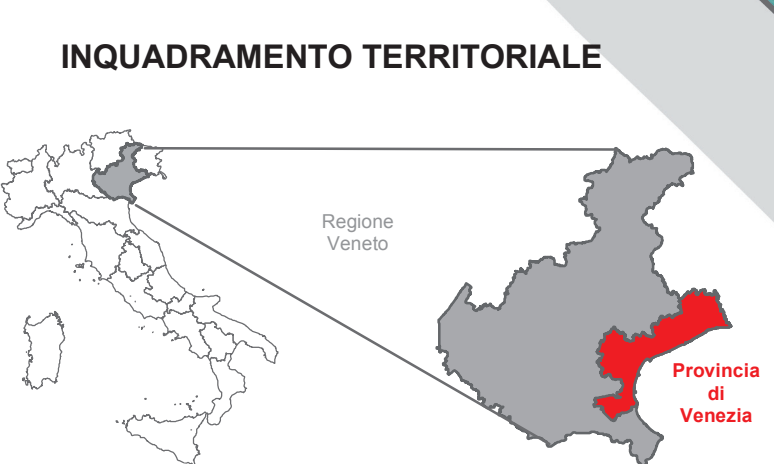 INQUADRAMENTO TERRITORIALE
Regione
Veneto
Provincia
di
Venezia